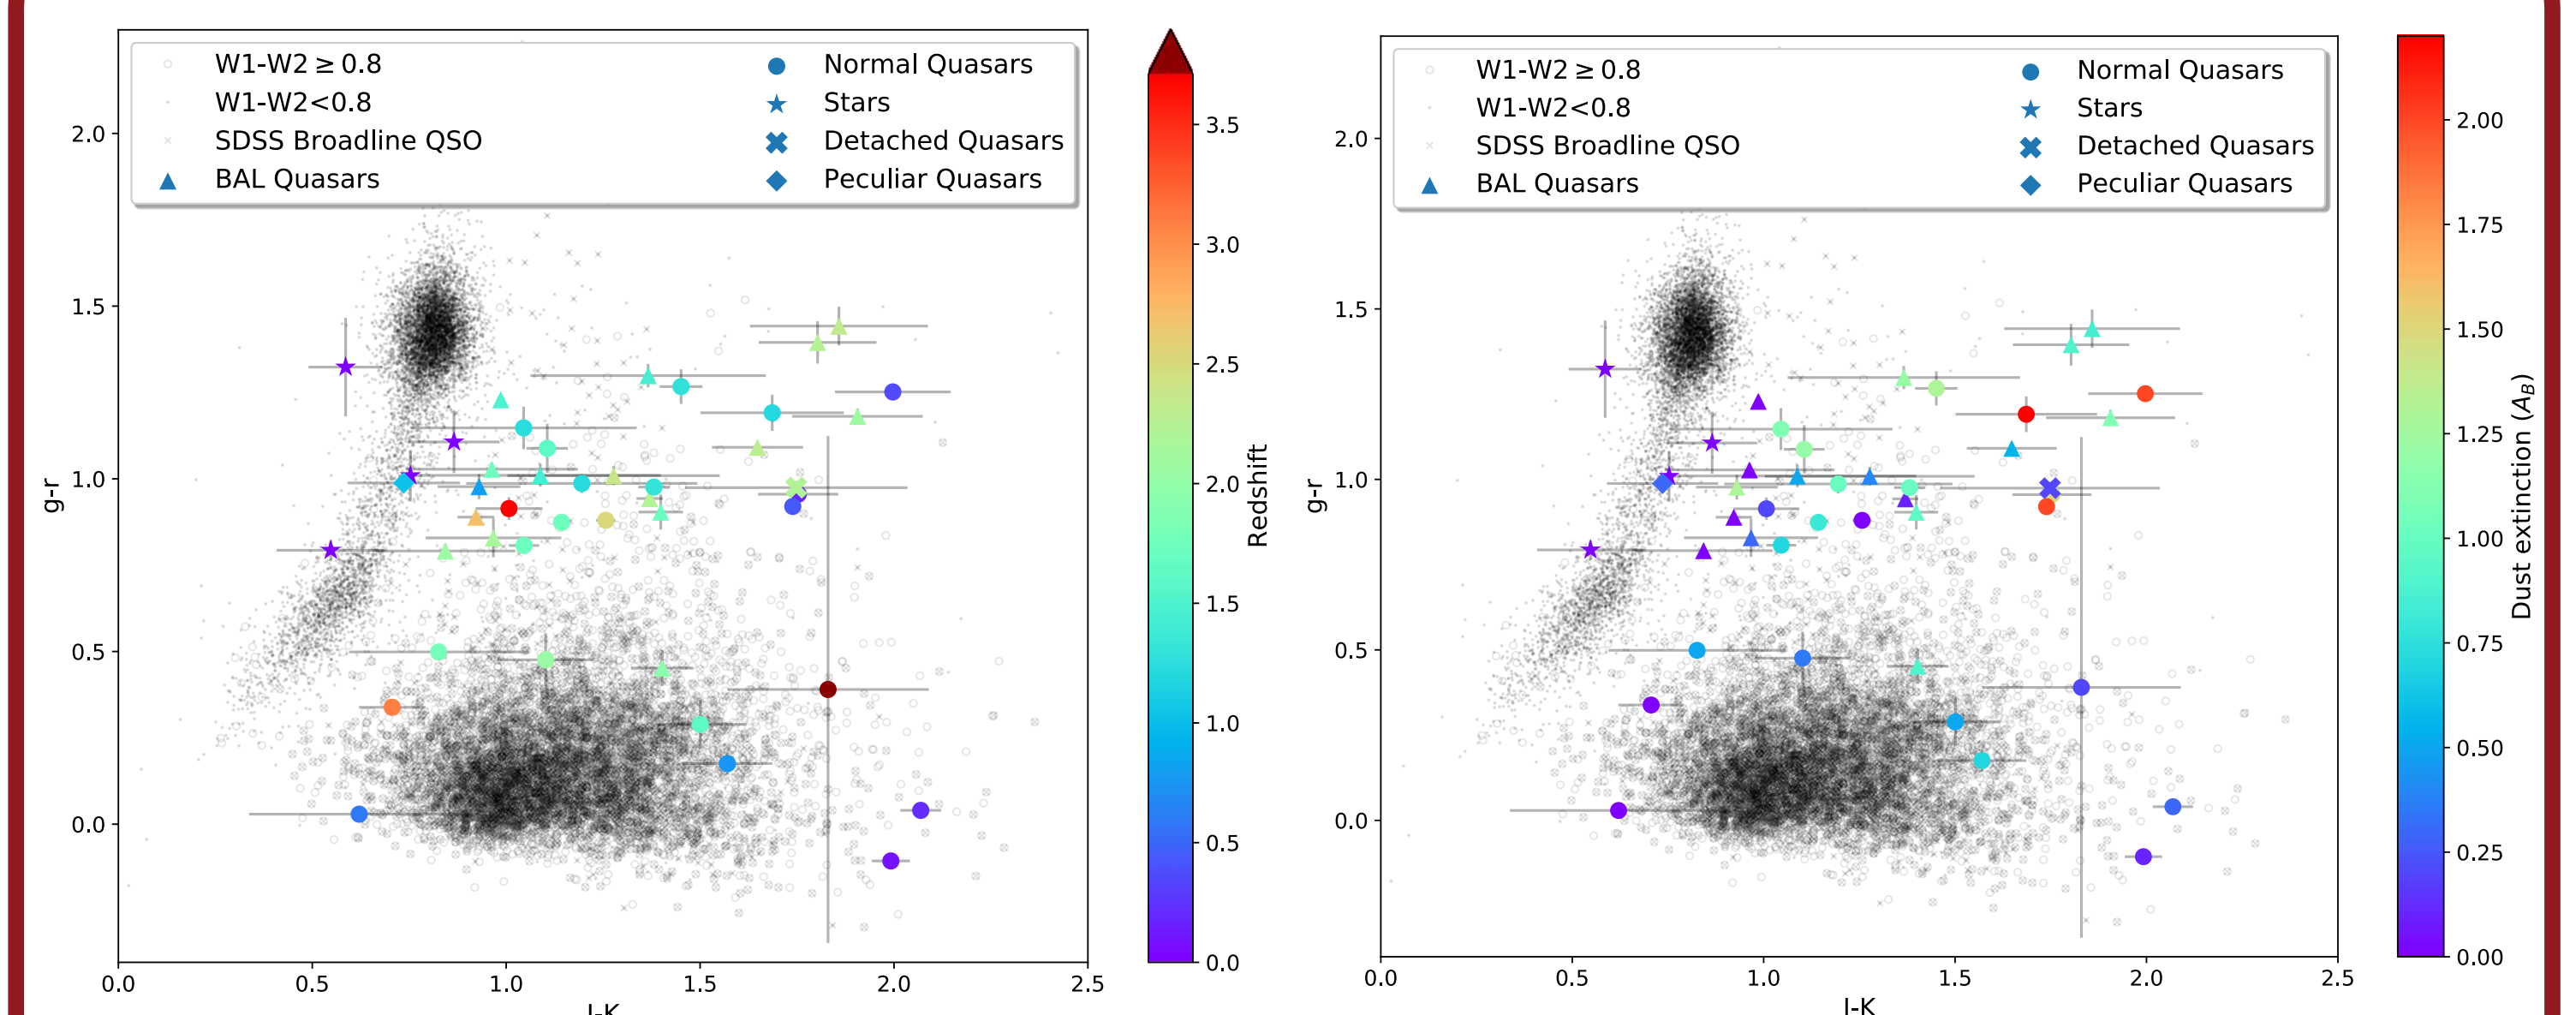 W1-W2 ≥ 0.8
W1-W2<0.8
SDSS Broadline QSO
BAL Quasars
Normal Quasars
Stars
Detached Quasars
Peculiar Quasars
2.0
1.5
1.0
0.5
0.0
g-r
0.0 0.5 1.0 1.5 2.0 2.5
J-K
3.5
3.0
2.5
2.0
1.5
1.0
0.5
0.0
Redshift
W1-W2 ≥ 0.8
W1-W2<0.8
SDSS Broadline QSO
BAL Quasars
Normal Quasars
Stars
Detached Quasars
Peculiar Quasars
2.0
1.5
1.0
0.5
0.0
g-r
0.0 0.5 1.0 1.5 2.0 2.5
J-K
2.00
1.75
1.50
1.25
1.00
0.75
0.50
0.25
0.00
Dust extinction (A_B)